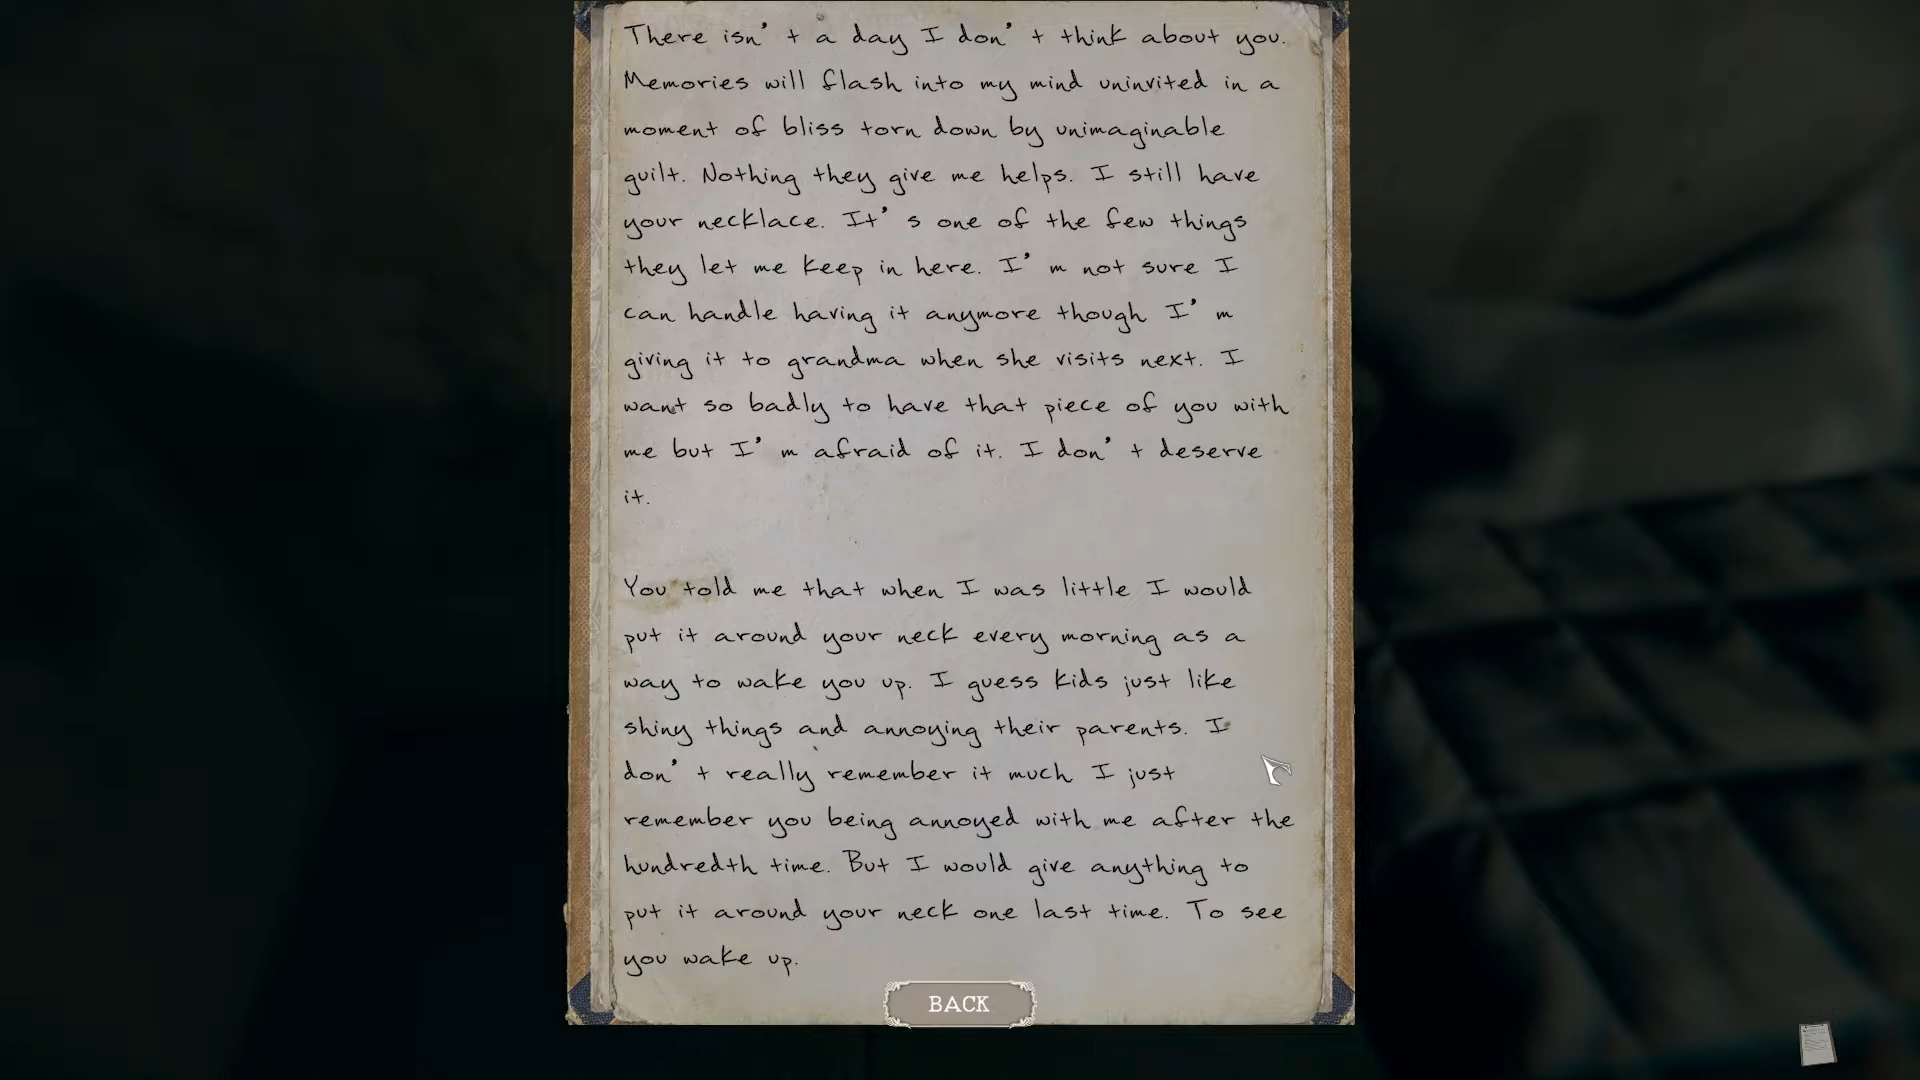 There isn’ t a day I don’ t think about you.
Memories will flash into my mind uninvited in a
moment of bliss torn down by unimaginable
guilt. Nothing they give me helps. I still have
your necklace. It’ s one of the few things
they let me keep in here. I’ m not sure I
can handle having it anymore though I’ m
giving it to grandma when she visits next. I
want so badly to have that piece of you with
me but I’ m afraid of it. I don’ t deserve
it.
You told me that when I was little I would
put it around your neck every morning as a
way to wake you up. I guess kids just like
shiny things and annoying their parents. I
don’ t really remember it much I just
remember you being annoyed with me after the
hundredth time. But I would give anything to
put it around your neck one last time. To see
you wake up.
BACK